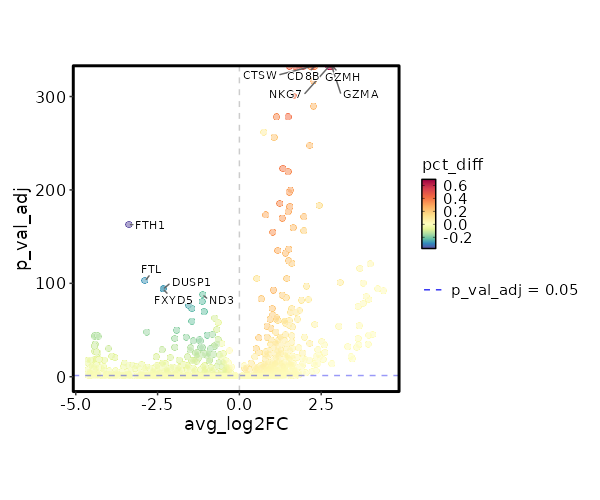 CTSW CD8B GZMH
NKG7 GZMA
FTH1
FTL
DUSP1
FXYD5 ND3
300
200
100
0
-5.0 -2.5 0.0 2.5
avg_log2FC
p_val_adj
pct_diff
0.6
0.4
0.2
0.0
-0.2
p_val_adj = 0.05